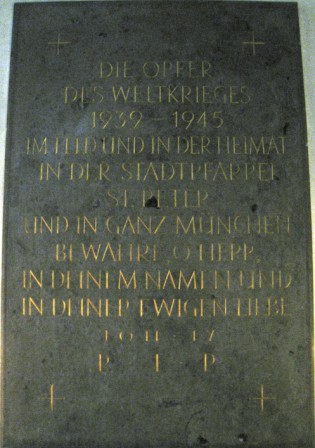 DIE OPFER
DES WELTKRIEGES
1939 – 1945
IM FELD UND IN DER HEIMAT
IN DER STADTPFARREI
ST. PETER
UND IN GANZ MÜNCHEN
BEWAHRE O HERR
IN DEINEM NAMEN UND
IN DEINER EWIGEN LIEBE
JOH 17
R I P